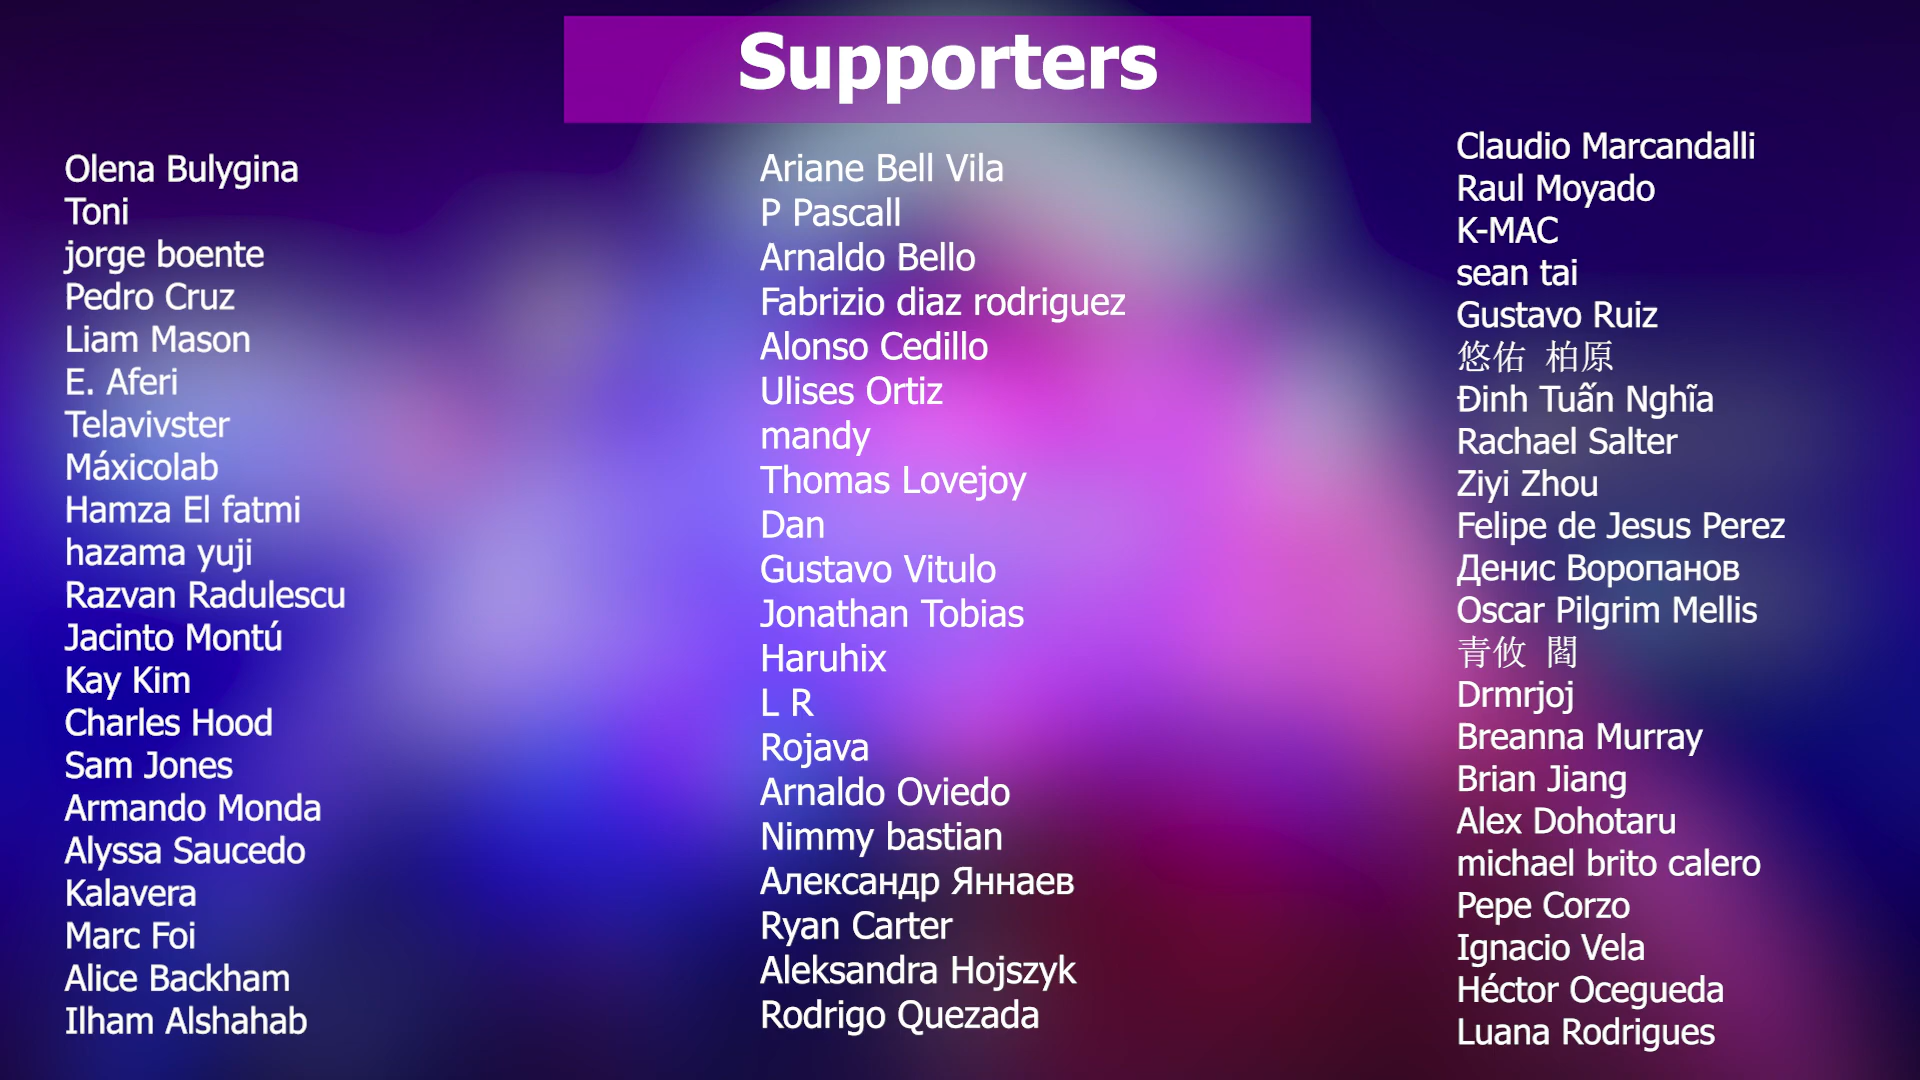 Supporters
Olena Bulygina
Toni
jorge boente
Pedro Cruz
Liam Mason
E. Aferi
Telavivster
Máxicolab
Hamza El fatmi
hazama yuji
Razvan Radulescu
Jacinto Montú
Kay Kim
Charles Hood
Sam Jones
Armando Monda
Alyssa Saucedo
Kalavera
Marc Foi
Alice Backham
Ilham Alshahab
Ariane Bell Vila
P Pascall
Arnaldo Bello
Fabrizio diaz rodriguez
Alonso Cedillo
Ulises Ortiz
mandy
Thomas Lovejoy
Dan
Gustavo Vitulo
Jonathan Tobias
Haruhix
L R
Rojava
Arnaldo Oviedo
Nimmy bastian
Александр Яннаев
Ryan Carter
Aleksandra Hojszyk
Rodrigo Quezada
Claudio Marcandalli
Raul Moyado
K-MAC
sean tai
Gustavo Ruiz
悠佑 柏原
Đinh Tuấn Nghĩa
Rachael Salter
Ziyi Zhou
Felipe de Jesus Perez
Денис Воропанов
Oscar Pilgrim Mellis
青攸 閻
Drmrjoj
Breanna Murray
Brian Jiang
Alex Dohotaru
michael brito calero
Pepe Corzo
Ignacio Vela
Héctor Ocegueda
Luana Rodrigues